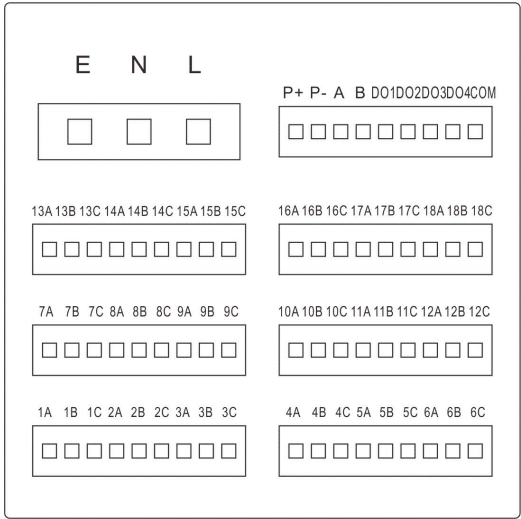 E N L
P+ P- A B DO1DO2DO3DO4COM
13A 13B 13C 14A 14B 14C 15A 15B 15C
16A 16B 16C 17A 17B 17C 18A 18B 18C
7A 7B 7C 8A 8B 8C 9A 9B 9C
10A 10B 10C 11A 11B 11C 12A 12B 12C
1A 1B 1C 2A 2B 2C 3A 3B 3C
4A 4B 4C 5A 5B 5C 6A 6B 6C